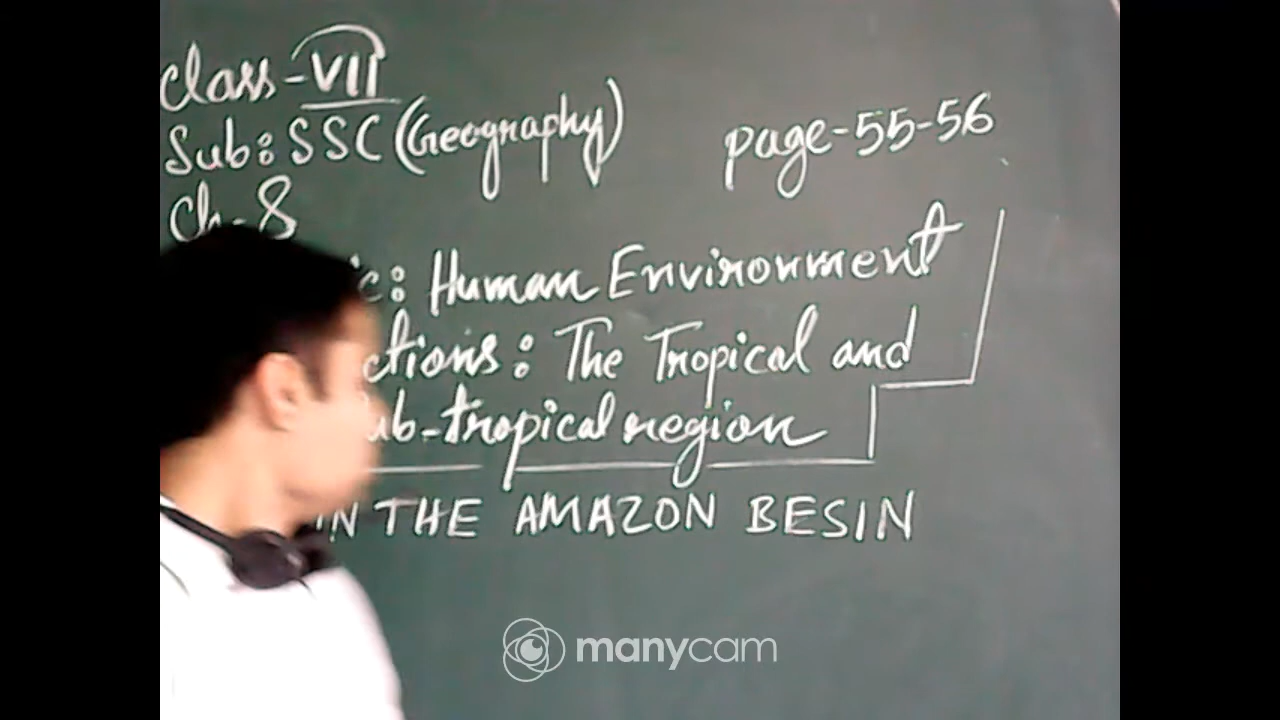 Class-VII
Sub: SSC (Geography)
page-55-56
Ch-8
: Human Environment
ctions: The Tropical and
ub-tropical region
IN THE AMAZON BESIN
manycam